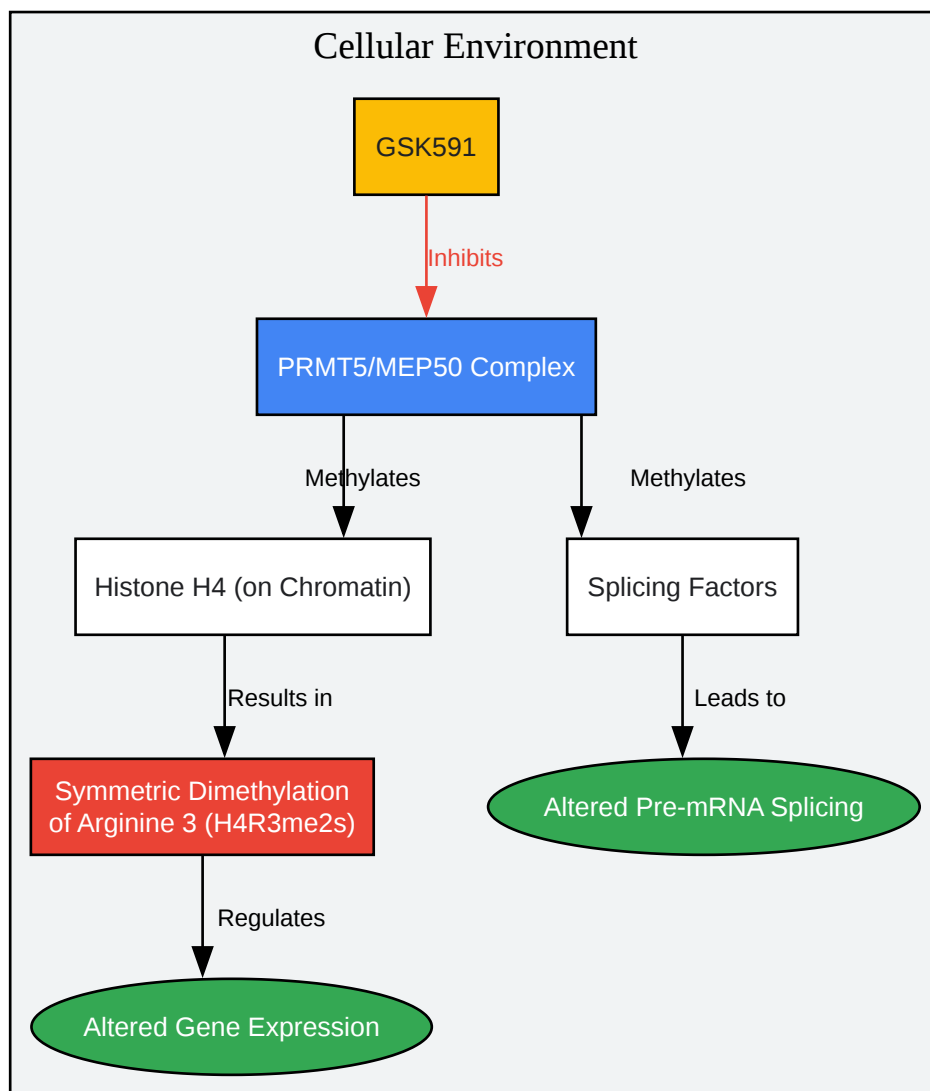 Cellular Environment
GSK591
Inhibits
PRMT5/MEP50 Complex
Methylates
Methylates
Histone H4 (on Chromatin)
Splicing Factors
Results in
Leads to
Symmetric Dimethylation
of Arginine 3 (H4R3me2s)
Altered Pre-mRNA Splicing
Regulates
Altered Gene Expression